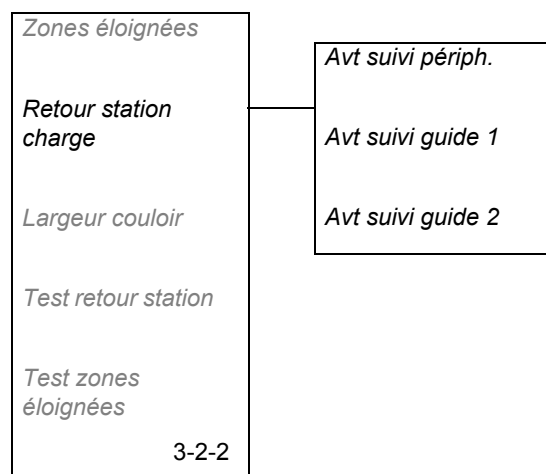 Zones éloignées
Retour station
charge
Largeur couloir
Test retour station
Test zones
éloignées
3-2-2
Avt suivi périph.
Avt suivi guide 1
Avt suivi guide 2